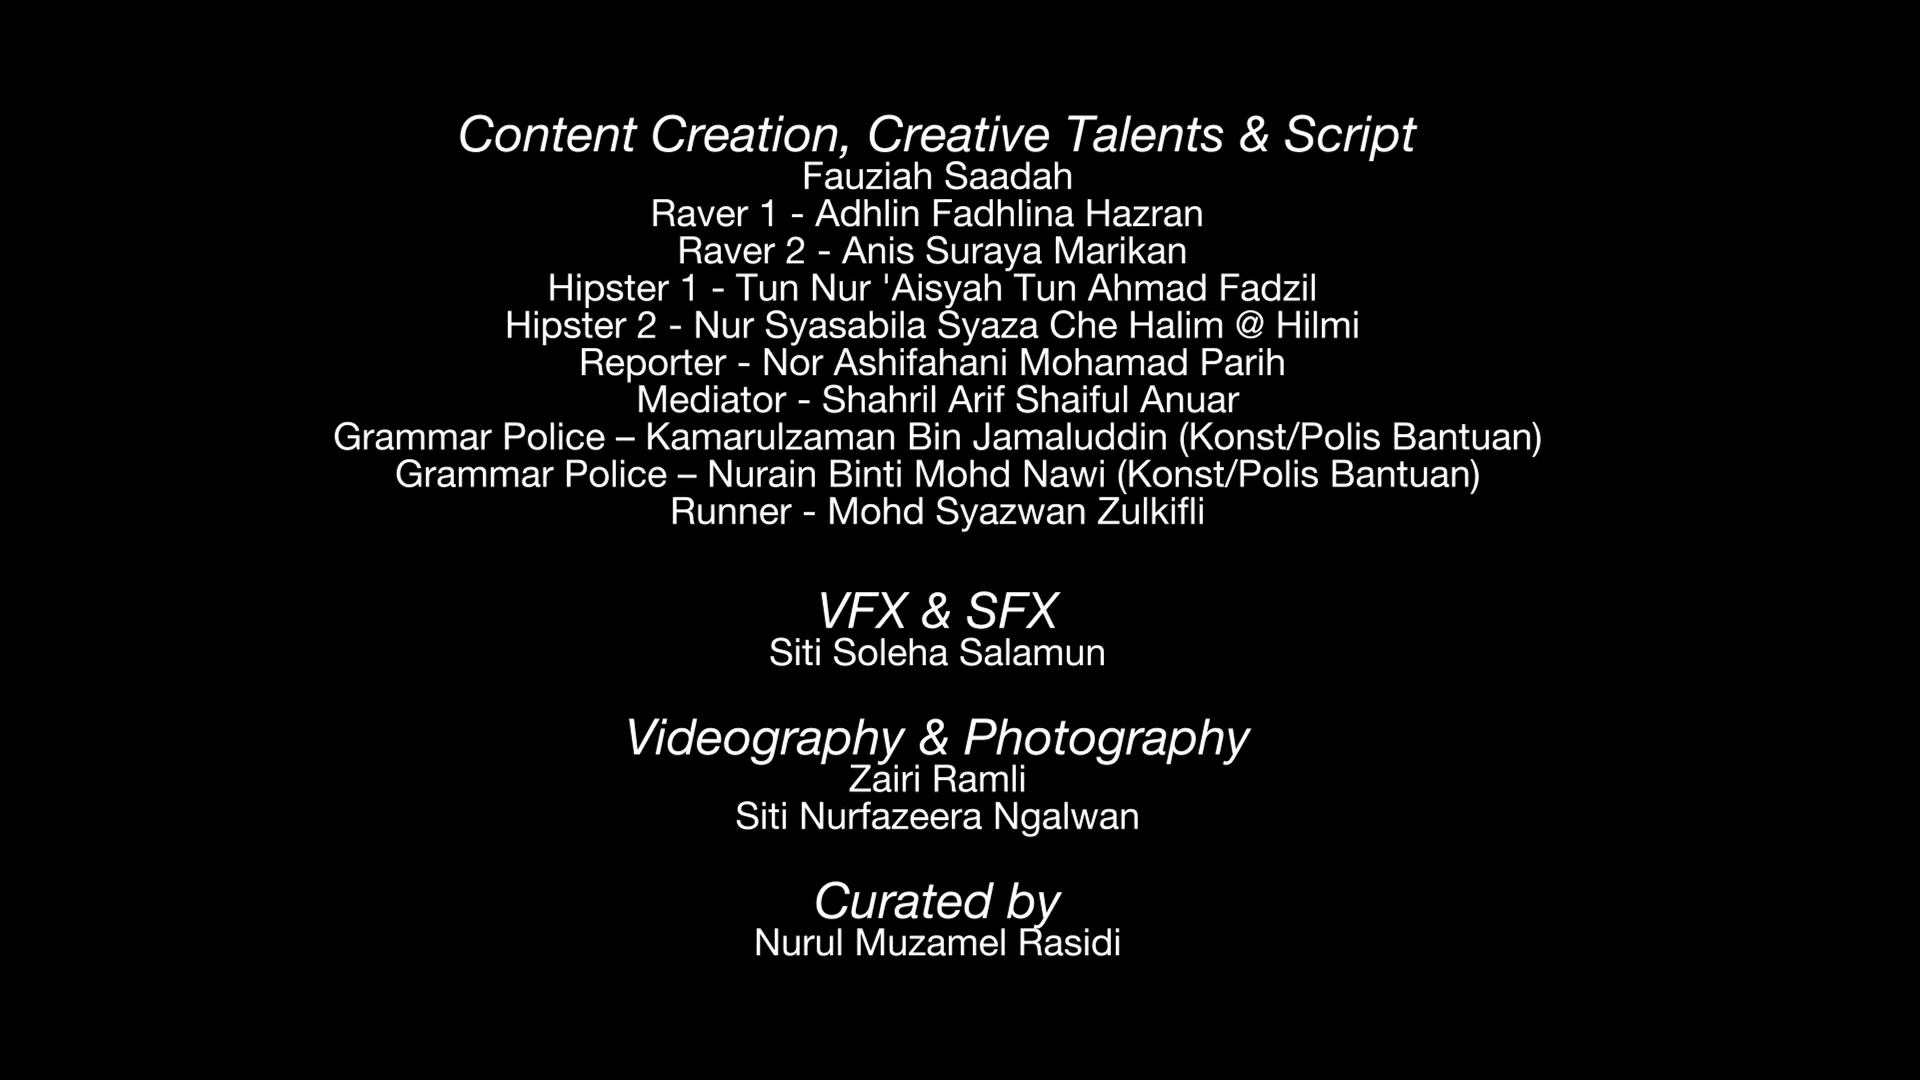 Content Creation, Creative Talents & Script
Fauziah Saadah
Raver 1 - Adhlin Fadhlina Hazran
Raver 2 - Anis Suraya Marikan
Hipster 1 - Tun Nur 'Aisyah Tun Ahmad Fadzil
Hipster 2 - Nur Syasabila Syaza Che Halim @ Hilmi
Reporter - Nor Ashifahani Mohamad Parih
Mediator - Shahril Arif Shaiful Anuar
Grammar Police – Kamarulzaman Bin Jamaluddin (Konst/Polis Bantuan)
Grammar Police – Nurain Binti Mohd Nawi (Konst/Polis Bantuan)
Runner - Mohd Syazwan Zulkifli
VFX & SFX
Siti Soleha Salamun
Videography & Photography
Zairi Ramli
Siti Nurfazeera Ngalwan
Curated by
Nurul Muzamel Rasidi